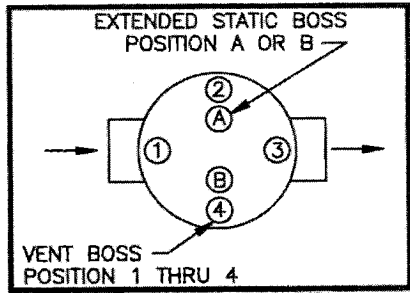 EXTENDED STATIC BOSS
POSITION A OR B
2
A
1
3
B
4
VENT BOSS
POSITION 1 THRU 4